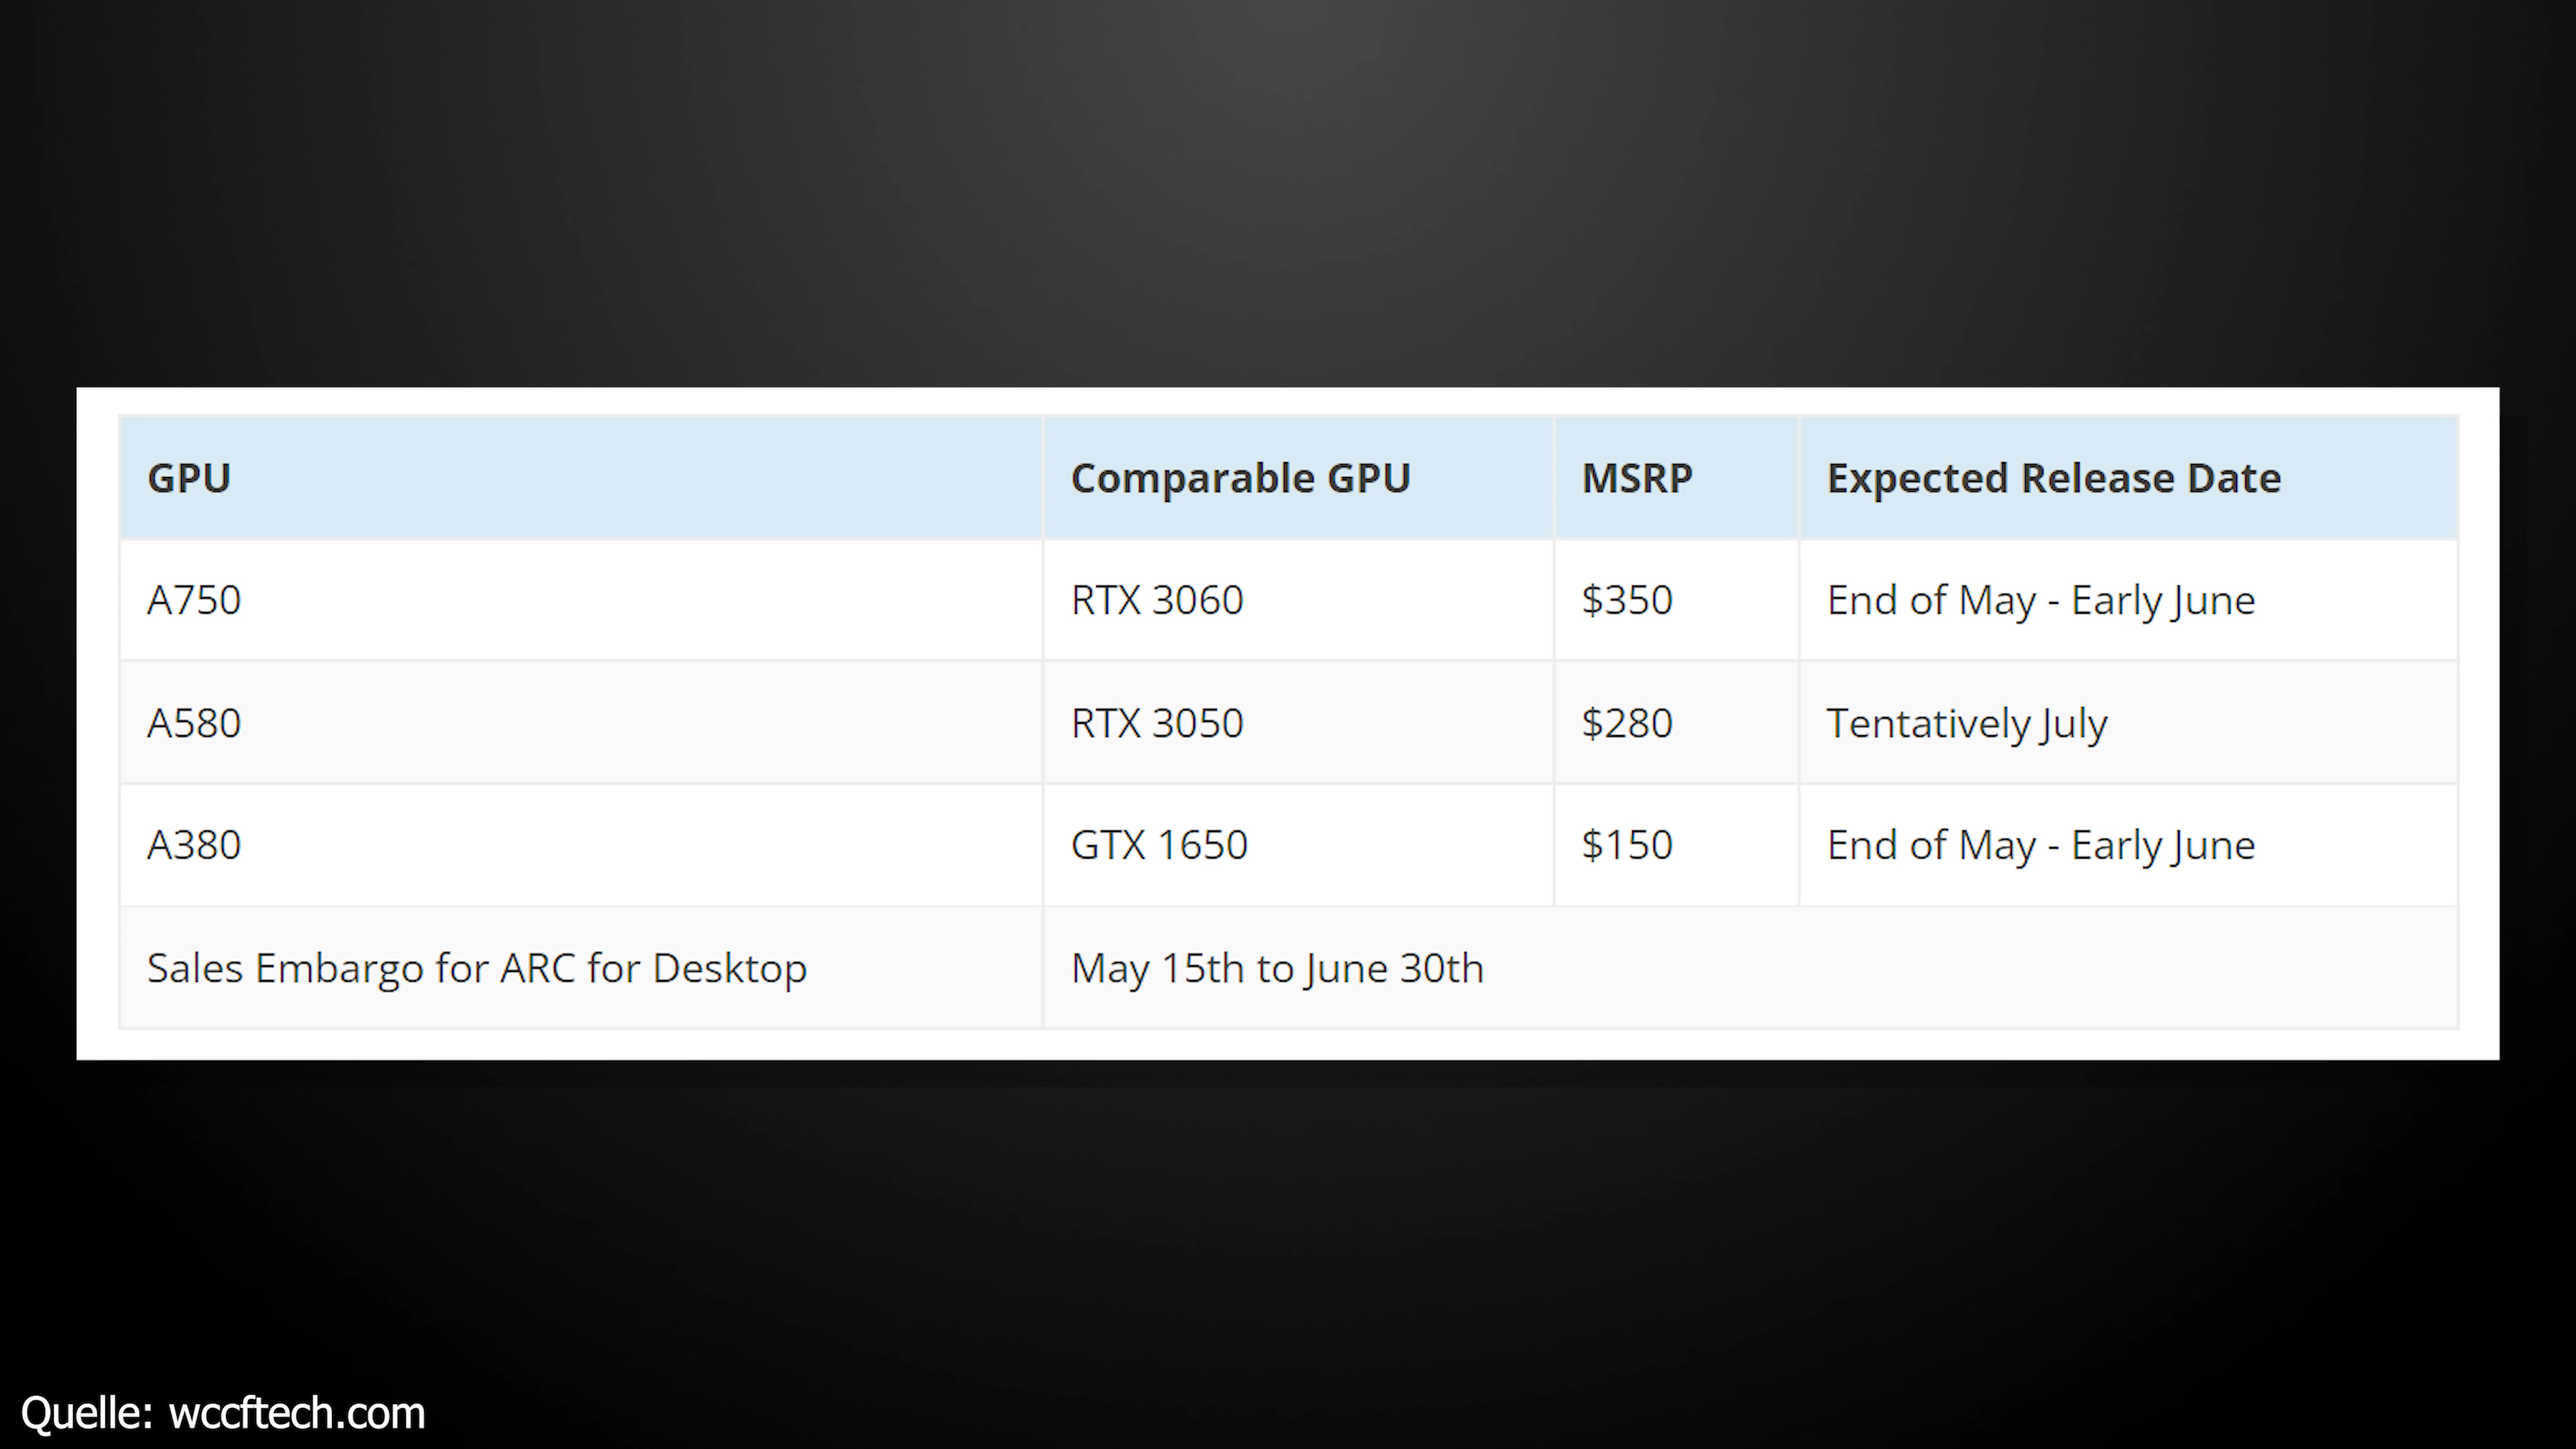 GPU Comparable GPU MSRP Expected Release Date
A750 RTX 3060 $350 End of May - Early June
A580 RTX 3050 $280 Tentatively July
A380 GTX 1650 $150 End of May - Early June
Sales Embargo for ARC for Desktop May 15th to June 30th
Quelle: wccftech.com